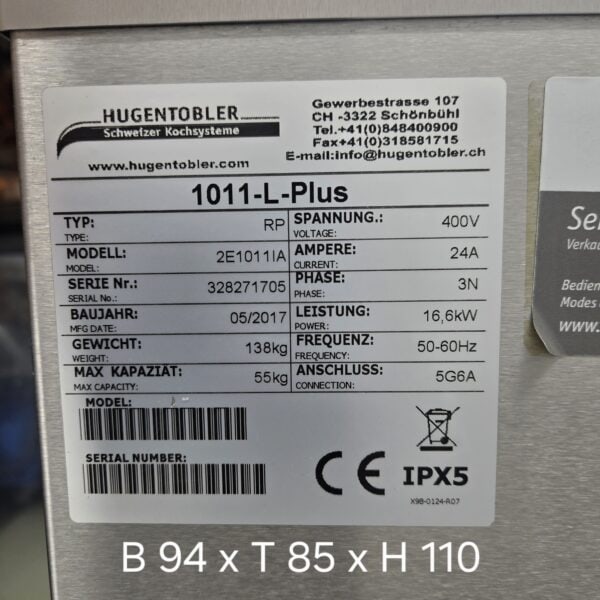 HUGENTOBLER
Schweizer Kochsysteme
www.hugentobler.com
Gewerbestrasse 107
CH -3322 Schönbühl
Tel.+41(0)848400900
Fax+41(0)318581715
E-mail:info@hugentobler.ch
1011-L-Plus
TYP: RP
TYPE:
SPANNUNG.: 400V
VOLTAGE:
MODELL: 2E1011IA
MODEL:
AMPERE: 24A
CURRENT:
SERIE Nr.: 328271705
SERIAL No.:
PHASE: 3N
PHASE:
BAUJAHR: 05/2017
MFG DATE:
LEISTUNG: 16,6kW
POWER:
GEWICHT: 138kg
WEIGHT:
FREQUENZ: 50-60Hz
FREQUENCY:
MAX KAPAZIÄT: 55kg
MAX CAPACITY:
ANSCHLUSS: 5G6A
CONNECTION:
MODEL:
SERIAL NUMBER:
CE IPX5
X98-0124-R07
Verkau
Bedien
Modes
www.
B 94 x T 85 x H 110